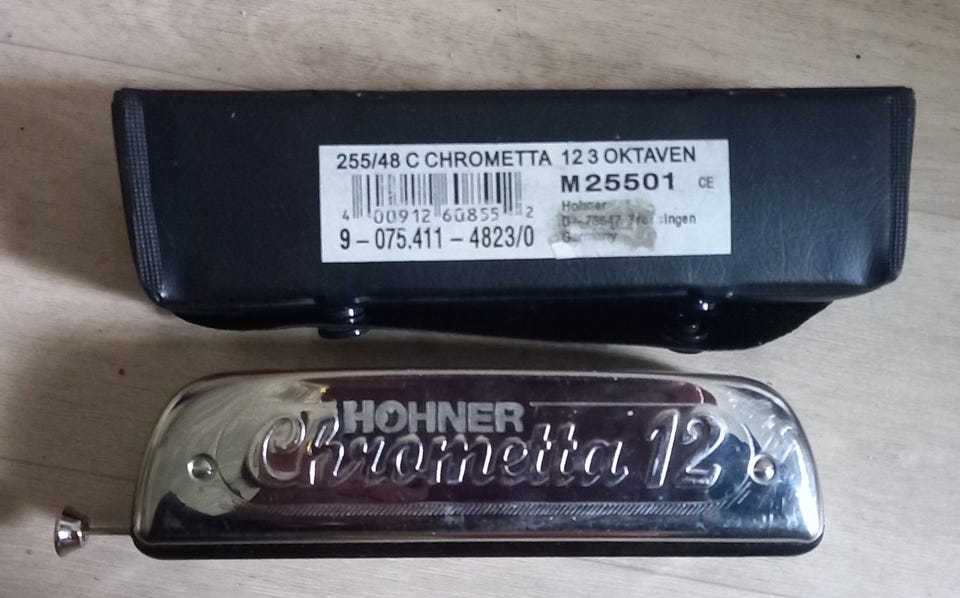 255/48 C CHROMETTA 12 3 OKTAVEN
M25501 CE
4 00912 60855 2
Hohner
D - 78647
Germany
9 – 075.411 – 4823/0
HOHNER
Chrometta 12